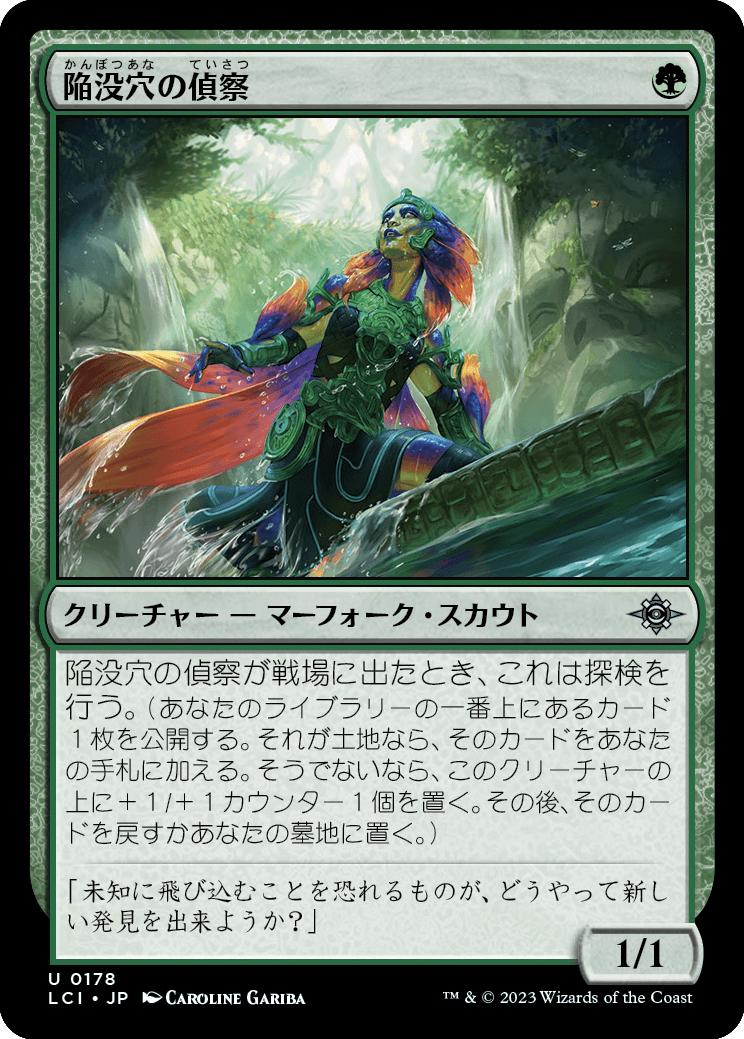 かんぼつあな ていさつ
陥没穴の偵察
クリーチャー — マーフォーク・スカウト
陥没穴の偵察が戦場に出たとき、これは探検を
行う。（あなたのライブラリーの一番上にあるカード
１枚を公開する。それが土地なら、そのカードをあなた
の手札に加える。そうでないなら、このクリーチャーの
上に＋１/＋１カウンター１個を置く。その後、そのカー
ドを戻すかあなたの墓地に置く。）
「未知に飛び込むことを恐れるものが、どうやって新し
い発見を出来ようか？」
1/1
U 0178
LCI • JP CAROLINE GARIBA
™ & © 2023 Wizards of the Coast